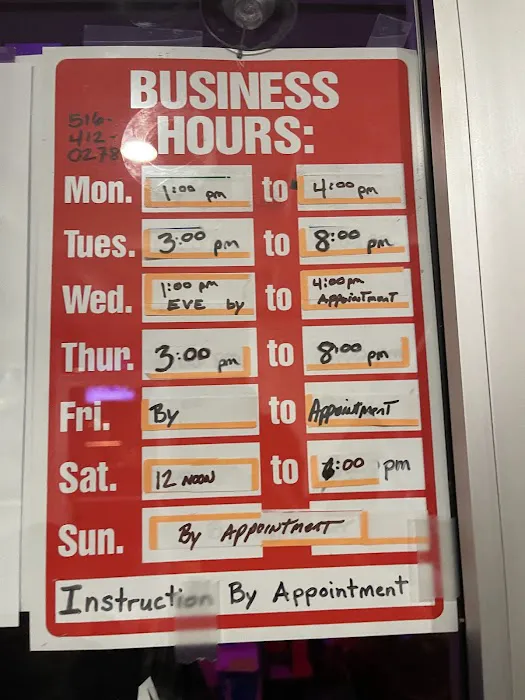 BUSINESS
HOURS:
516-
412-
0278
Mon. 1:00 pm to 4:00 pm
Tues. 3:00 pm to 8:00 pm
Wed. 1:00 pm EVE by to 4:00 pm APPOINTMENT
Thur. 3:00 pm to 8:00 pm
Fri. By to AppointmENT
Sat. 12 NOON to 6:00 pm
Sun. By APPOINTMENT
Instruction By Appointment